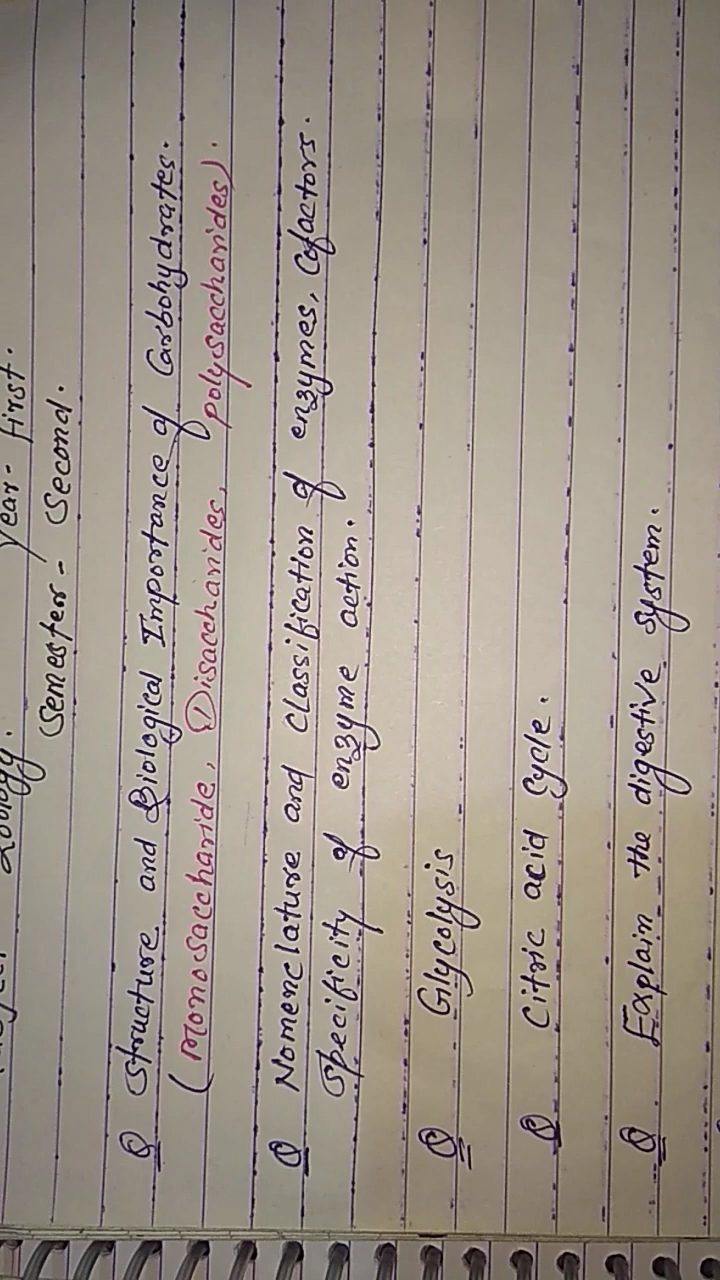 Zoology. Year - first.
Semester - Second.
Q Structure and Biological Importance of Carbohydrates.
(Monosaccharide, Disaccharides, polysaccharides).
Q Nomenclature and Classification of enzymes, Cofactors.
Specificity of enzyme action.
Q Glycolysis
Q Citric acid Cycle.
Q Explain the digestive System.